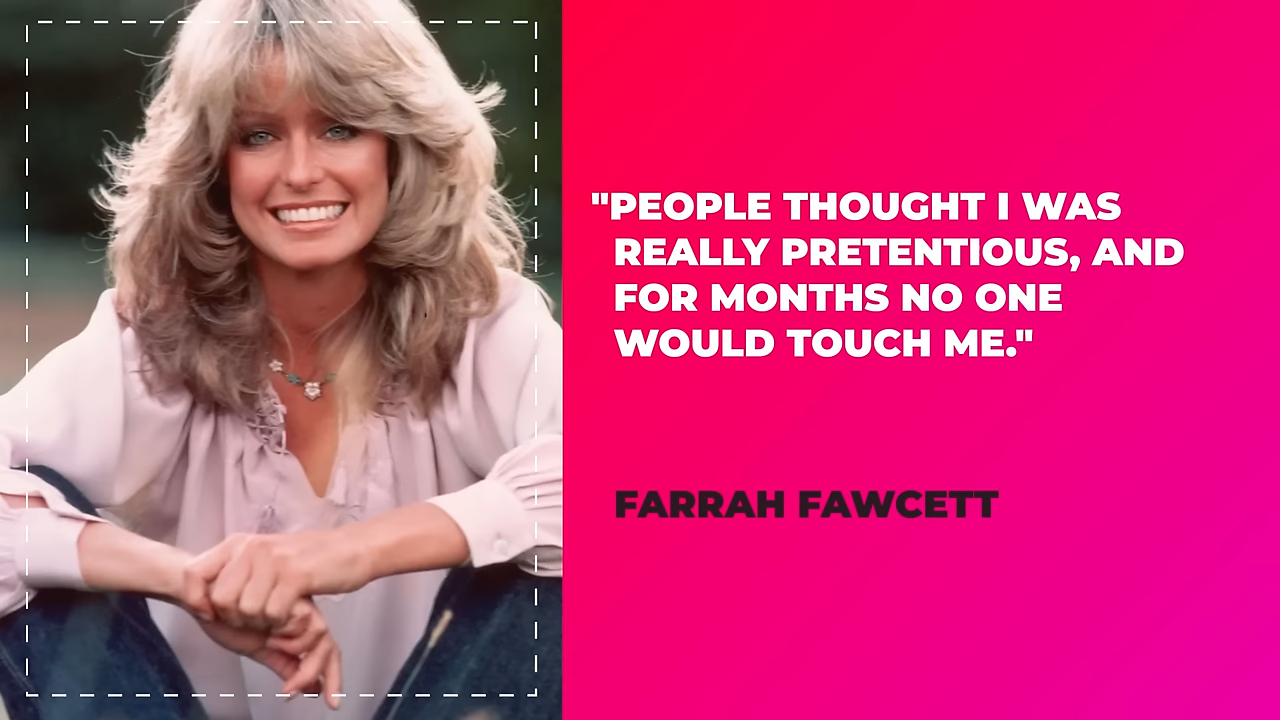 "PEOPLE THOUGHT I WAS
REALLY PRETENTIOUS, AND
FOR MONTHS NO ONE
WOULD TOUCH ME."
FARRAH FAWCETT